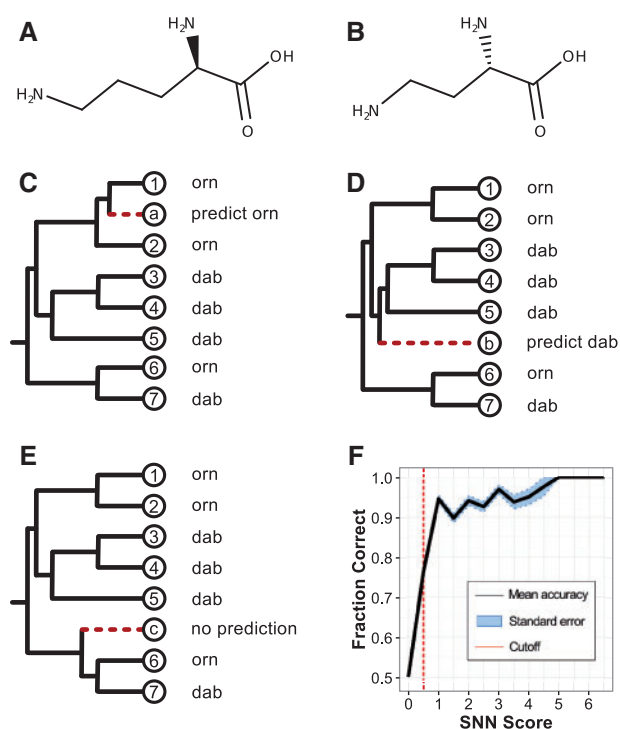 A
H₂N
OH
H₂N
O
B
H₂N
OH
H₂N
O
C
1 orn
a predict orn
2 orn
3 dab
4 dab
5 dab
6 orn
7 dab
D
1 orn
2 orn
3 dab
4 dab
5 dab
b predict dab
6 orn
7 dab
E
1 orn
2 orn
3 dab
4 dab
5 dab
c no prediction
6 orn
7 dab
F
Fraction Correct
1.0
0.9
0.8
0.7
0.6
0.5
Mean accuracy
Standard error
Cutoff
0 1 2 3 4 5 6
SNN Score